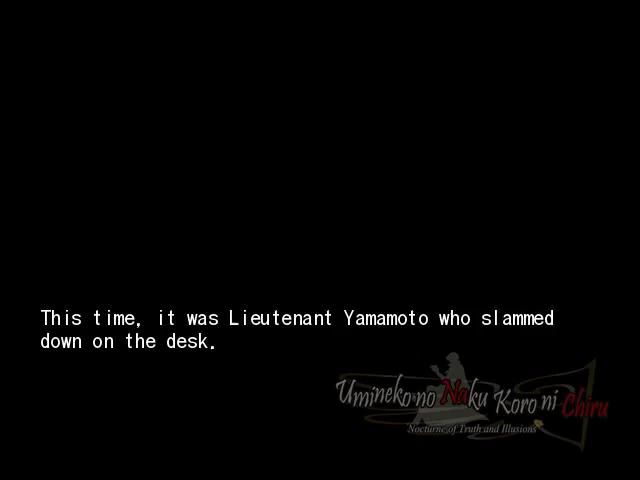 This time, it was Lieutenant Yamamoto who slammed
down on the desk.
Umineko no Naku Koro ni Chiru
Nocturne of Truth and Illusions